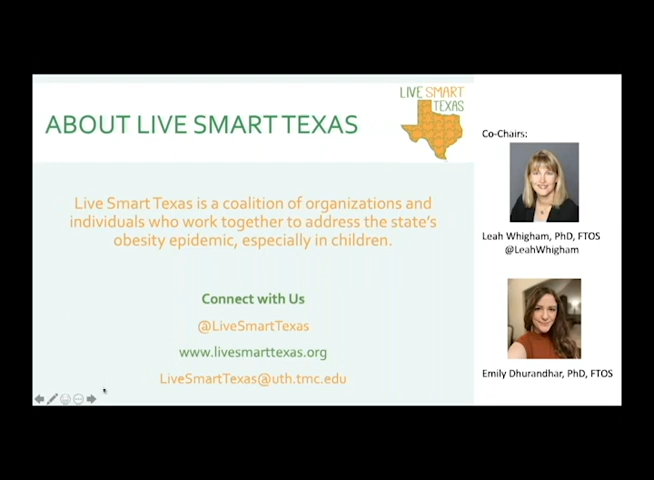 LIVE SMART
TEXAS
ABOUT LIVE SMART TEXAS
Live Smart Texas is a coalition of organizations and
individuals who work together to address the state's
obesity epidemic, especially in children.
Connect with Us
@LiveSmartTexas
www.livesmarttexas.org
LiveSmartTexas@uth.tmc.edu
Co-Chairs:
Leah Whigham, PhD, FTOS
@LeahWhigham
Emily Dhurandhar, PhD, FTOS